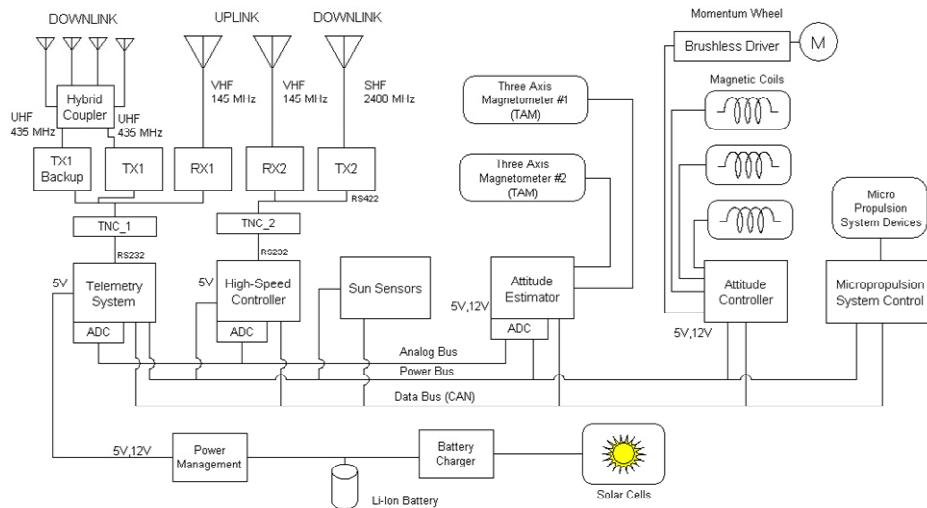 DOWNLINK
UPLINK
DOWNLINK
Momentum Wheel
Brushless Driver
M
Magnetic Coils
Hybrid
Coupler
UHF
435 MHz
UHF
435 MHz
VHF
145 MHz
VHF
145 MHz
SHF
2400 MHz
Three Axis
Magnetometer #1
(TAM)
TX1
Backup
TX1
RX1
RX2
TX2
Three Axis
Magnetometer #2
(TAM)
RS422
TNC_1
TNC_2
Micro
Propulsion
System Devices
RS232
RS232
5V
Telemetry
System
ADC
5V
High-Speed
Controller
ADC
Sun Sensors
5V,12V
Attitude
Estimator
ADC
Attitude
Controller
5V,12V
Micropropulsion
System Control
Analog Bus
Power Bus
Data Bus (CAN)
5V,12V
Power
Management
Li-Ion Battery
Battery
Charger
Solar Cells